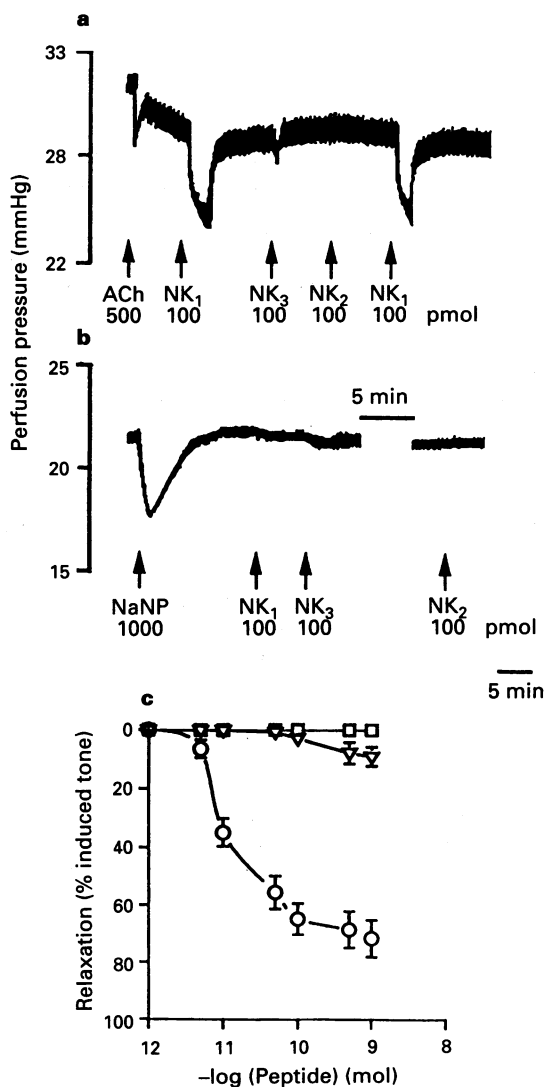 a
33
28
22
ACh NK1 NK3 NK2 NK1
500 100 100 100 100 pmol
Perfusion pressure (mmHg)
b
25
20
15
5 min
NaNP NK1 NK3 NK2
1000 100 100 100 pmol
5 min
c
0
20
40
60
80
100
Relaxation (% induced tone)
12 11 10 9 8
–log (Peptide) (mol)